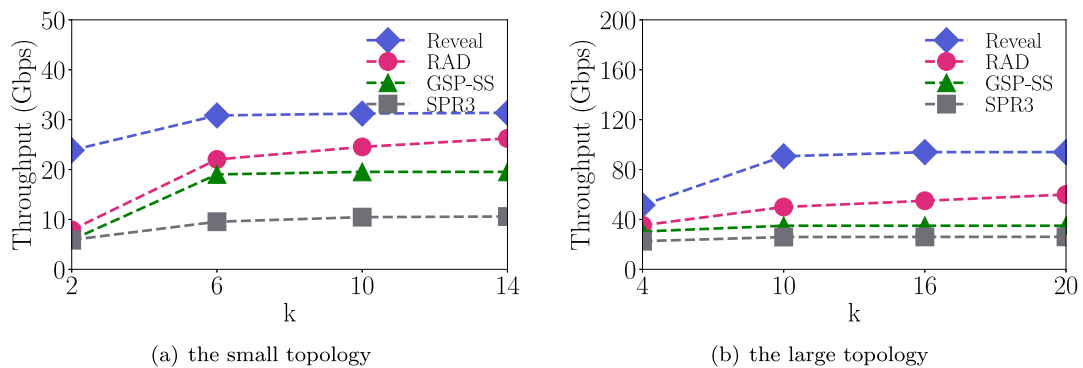 Throughput (Gbps)
50
40
30
20
10
0
2 6 10 14
k
Reveal
RAD
GSP-SS
SPR3
(a) the small topology
Throughput (Gbps)
200
160
120
80
40
0
4 10 16 20
k
Reveal
RAD
GSP-SS
SPR3
(b) the large topology